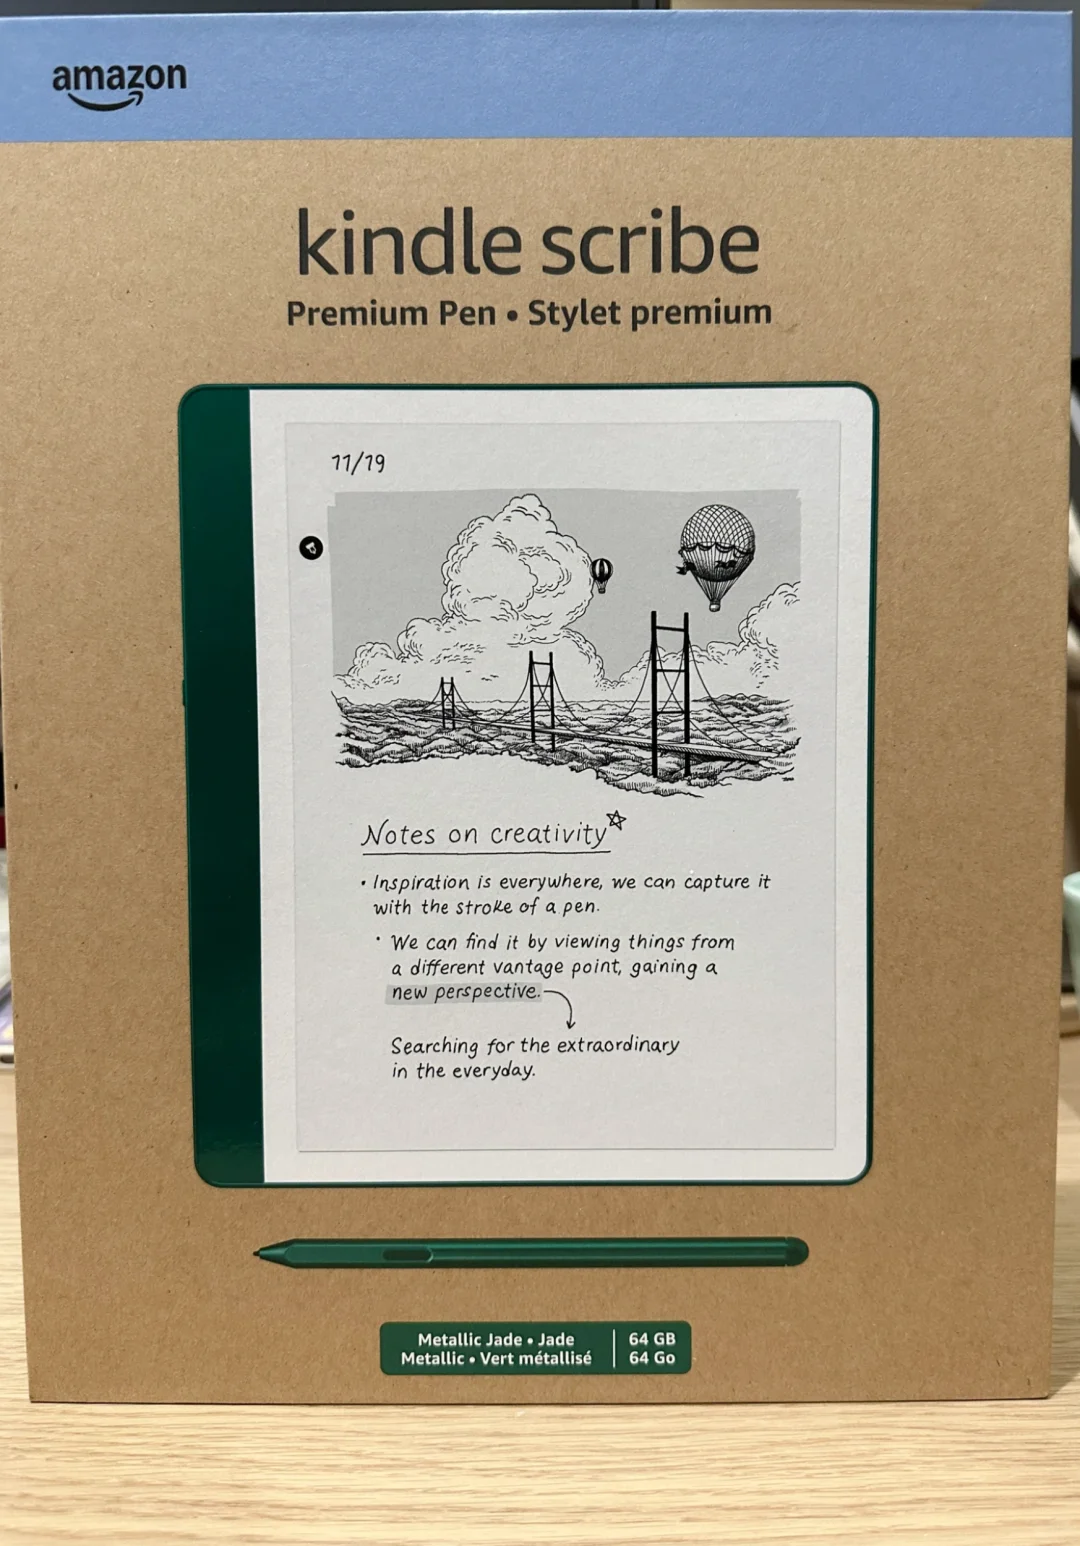 amazon
kindle scribe
Premium Pen • Stylet premium
11/19
Notes on creativity
• Inspiration is everywhere, we can capture it
with the stroke of a pen.
• We can find it by viewing things from
a different vantage point, gaining a
new perspective.
Searching for the extraordinary
in the everyday.
Metallic Jade • Jade | 64 GB
Metallic • Vert métallisé | 64 Go